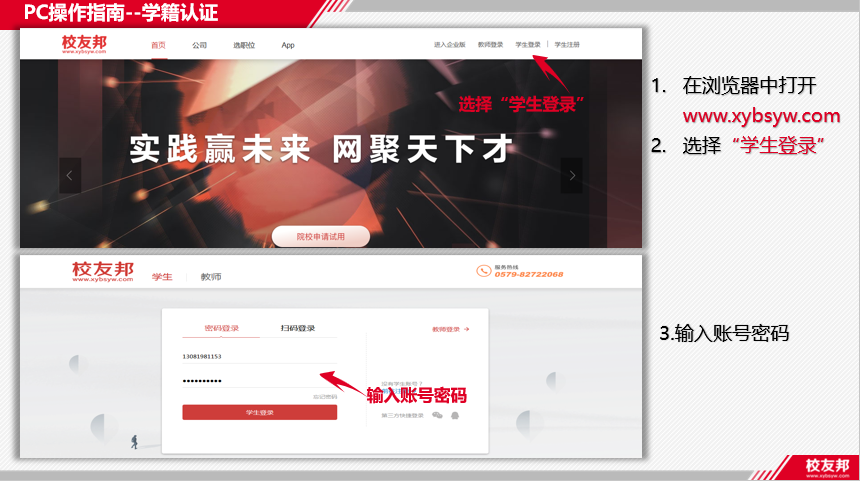 PC操作指南--学籍认证
校友邦
www.xybsyw.com
首页 公司 选职位 App 进入企业版 教师登录 学生登录 | 学生注册
选择“学生登录”
实践赢未来 网聚天下才
院校申请试用
1. 在浏览器中打开
www.xybsyw.com
2. 选择“学生登录”
校友邦
www.xybsyw.com
学生 教师
服务热线
0579-82722068
密码登录 扫码登录 教师登录
13081981153
••••••••••
没有学生账号？
忘记密码
输入账号密码
学生登录
第三方快捷登录
3.输入账号密码
校友邦
www.xybsyw.com